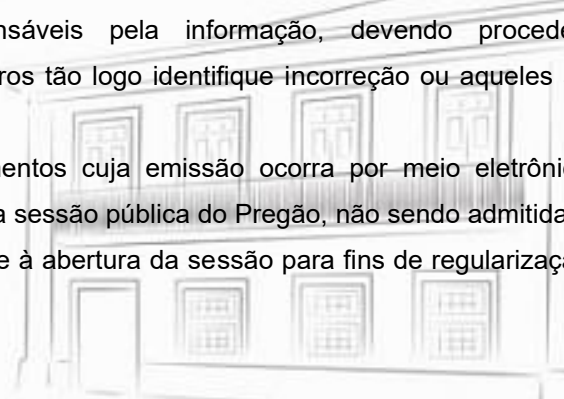 nsáveis pela informação, devendo procede
ros tão logo identifique incorreção ou aqueles
entos cuja emissão ocorra por meio eletrôni
a sessão pública do Pregão, não sendo admitida
e à abertura da sessão para fins de regularizaç